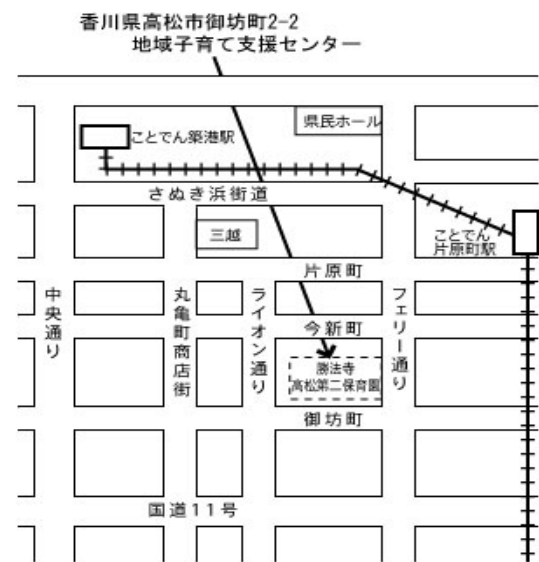 香川県高松市御坊町2-2
地域子育て支援センター
県民ホール
ことでん築港駅
さぬき浜街道
三越
ことでん
片原町駅
片原町
中央通り
丸亀町商店街
ライオン通り
フェリー通り
今新町
勝法寺
高松第二保育園
御坊町
国道11号